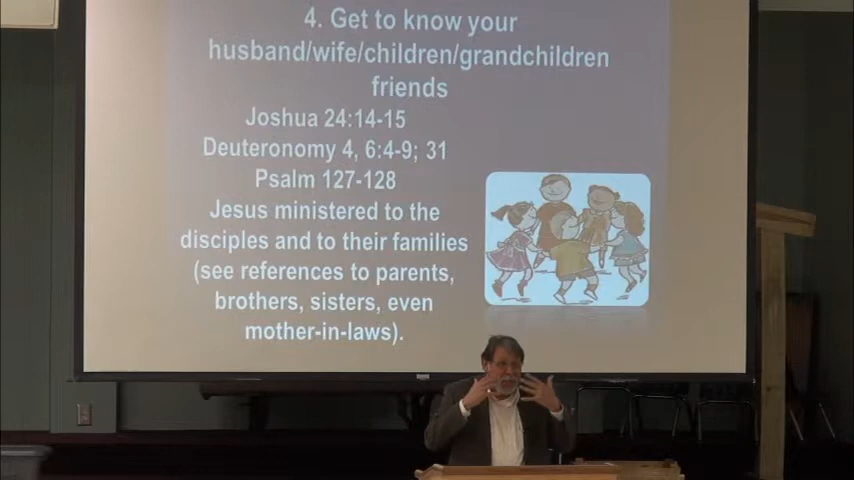 4. Get to know your
husband/wife/children/grandchildren
friends
Joshua 24:14-15
Deuteronomy 4, 6:4-9; 31
Psalm 127-128
Jesus ministered to the
disciples and to their families
(see references to parents,
brothers, sisters, even
mother-in-laws).